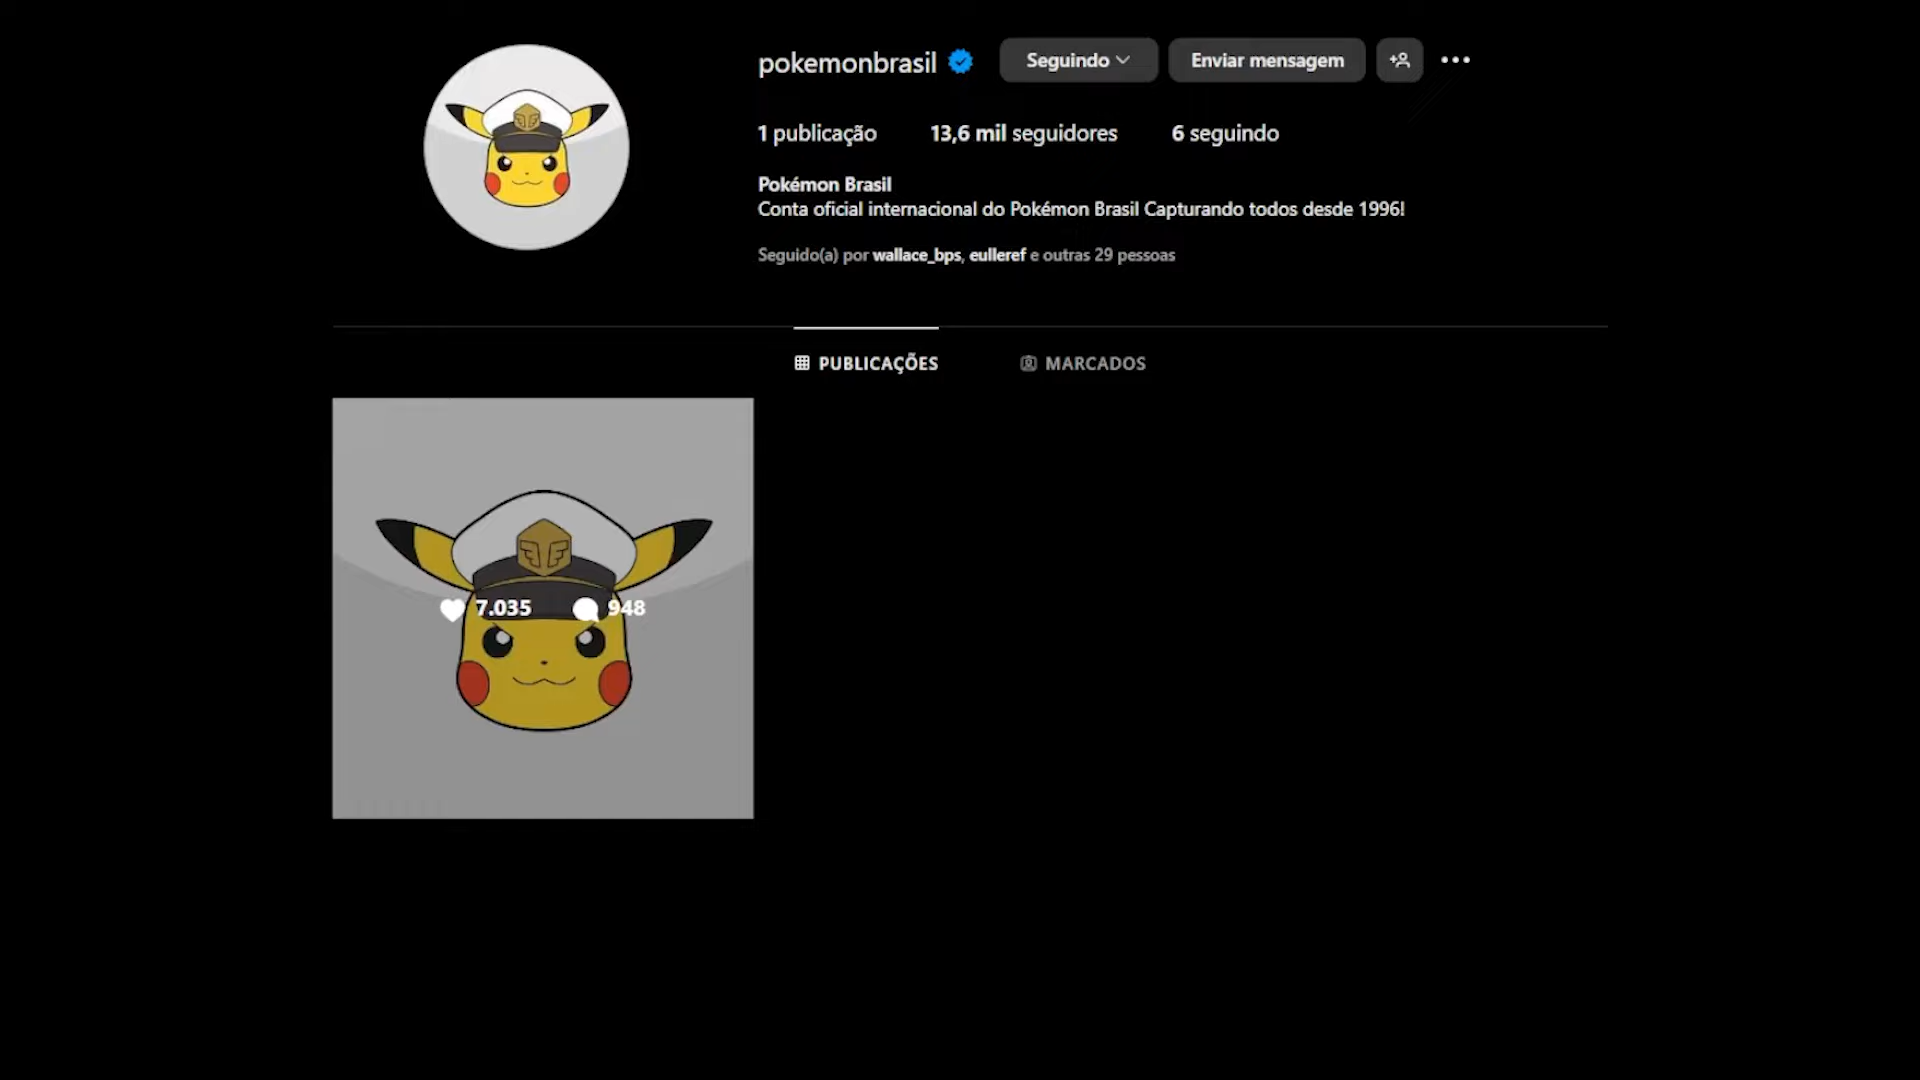 pokemonbrasil Seguindo Enviar mensagem
1 publicação 13,6 mil seguidores 6 seguindo
Pokémon Brasil
Conta oficial internacional do Pokémon Brasil Capturando todos desde 1996!
Seguido(a) por wallace_bps, eulleref e outras 29 pessoas
PUBLICAÇÕES MARCADOS
7.035 948